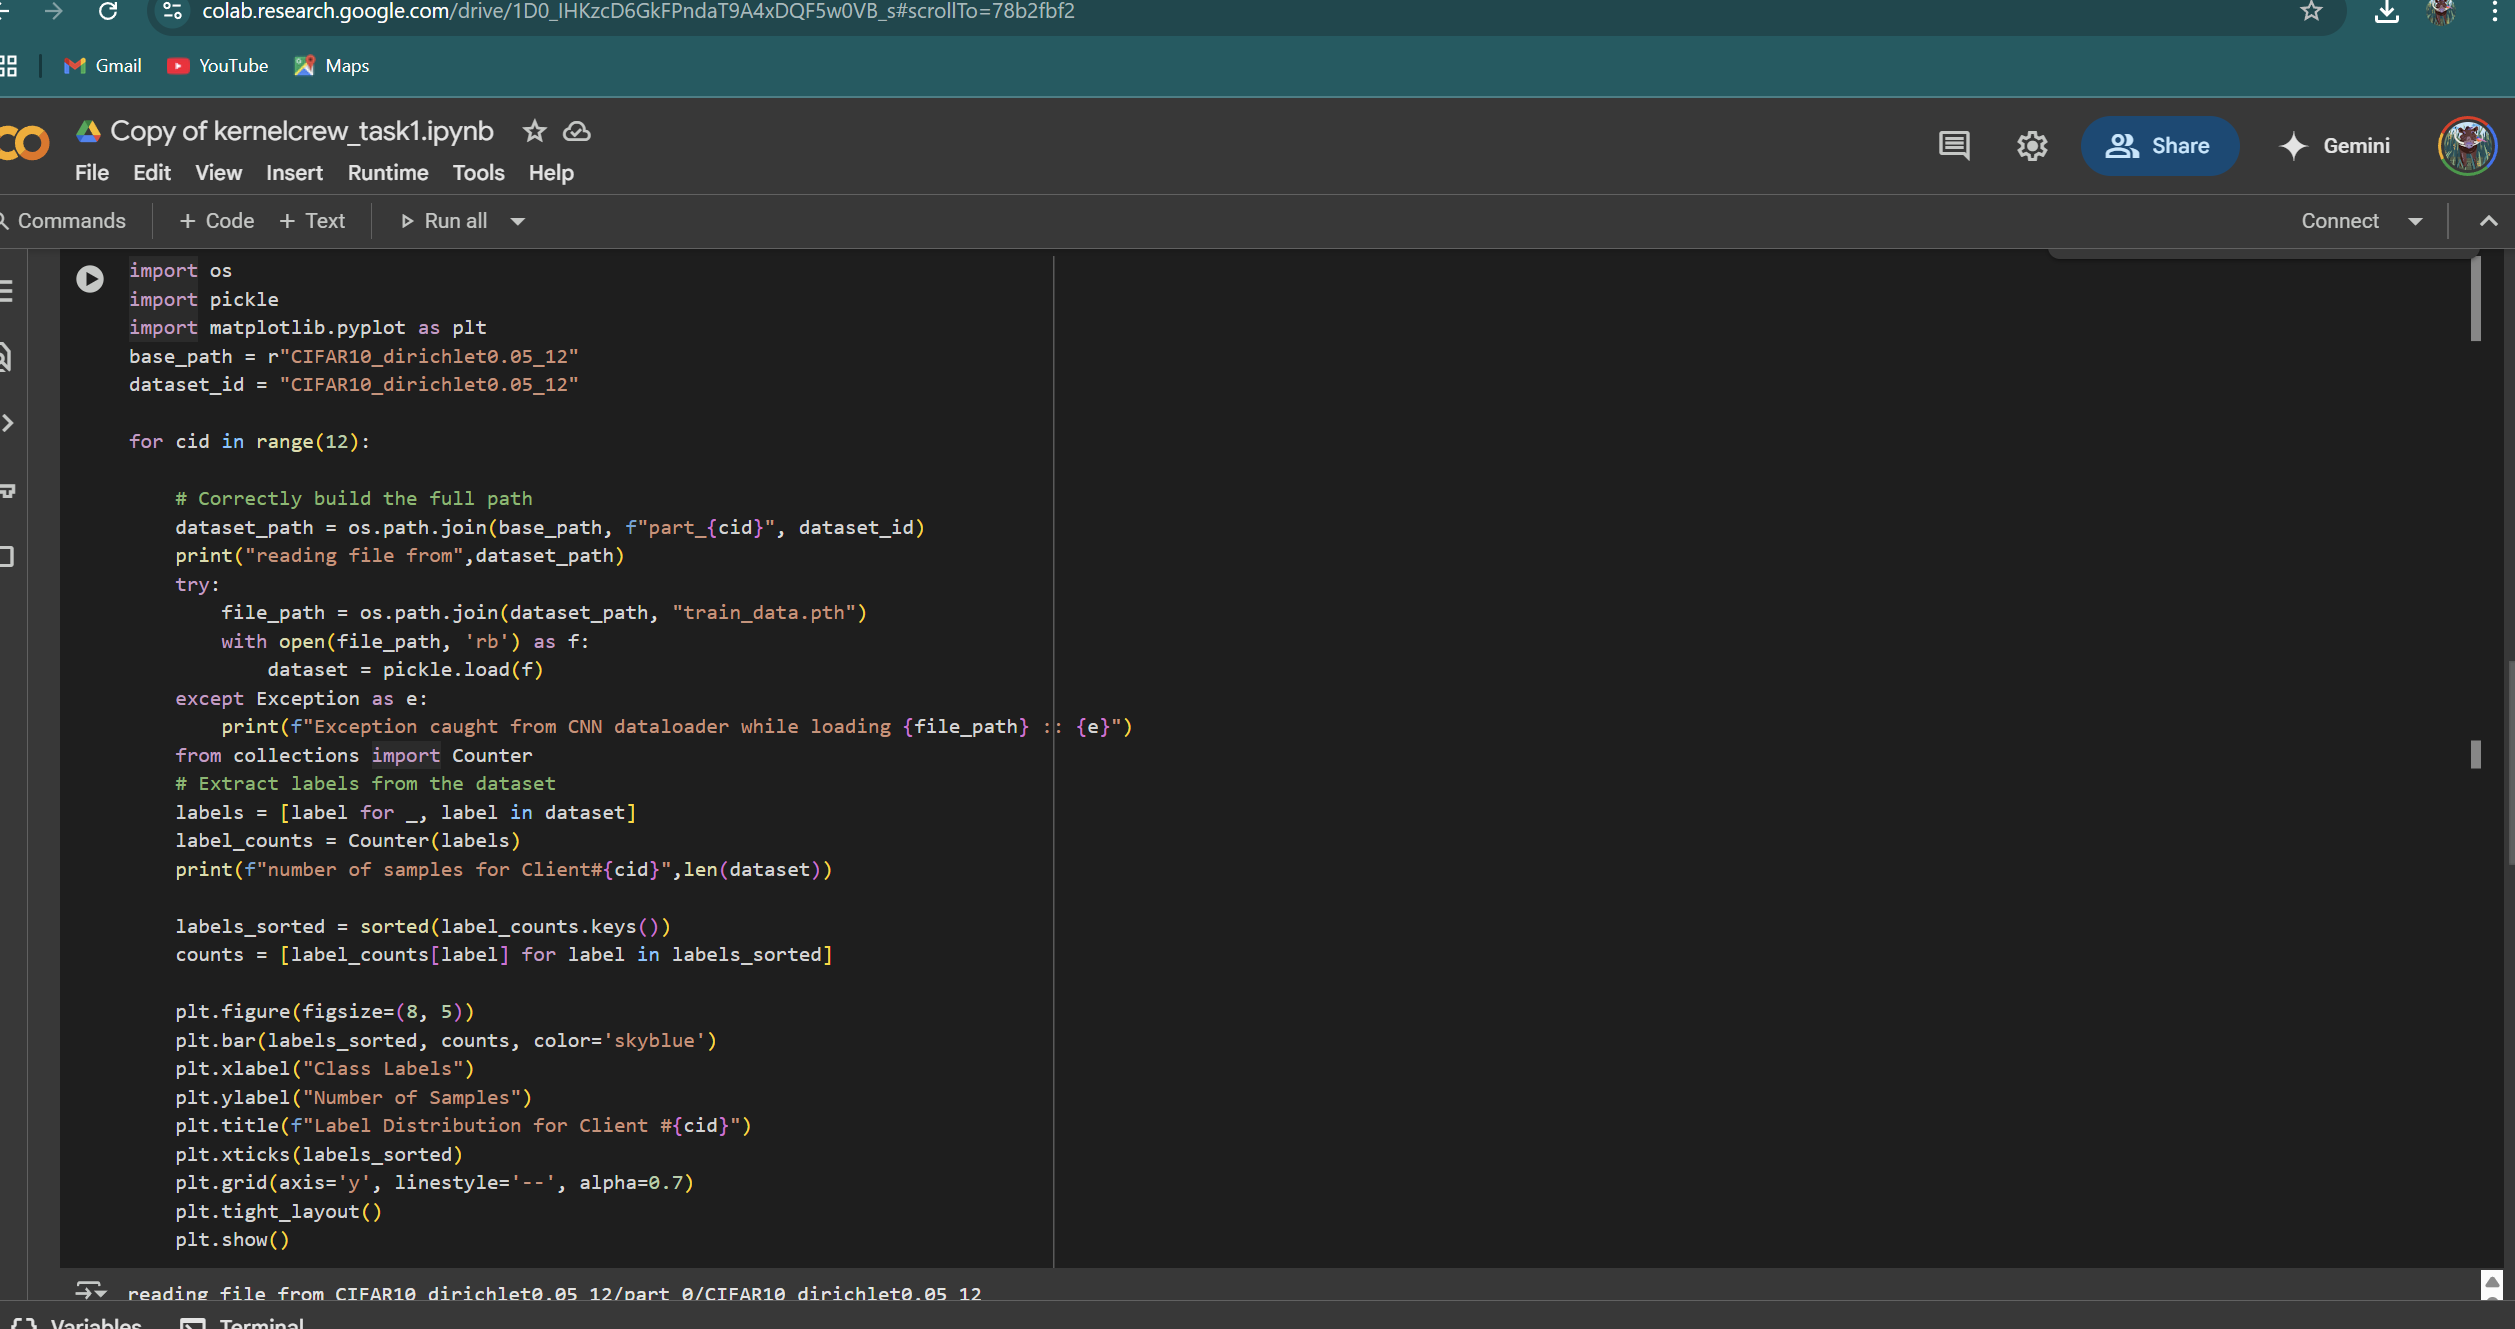 colab.research.google.com/drive/1D0_IHKzcD6GkFPndaT9A4xDQF5w0VB_s#scrollTo=78b2fbf2
Gmail YouTube Maps
Copy of kernelcrew_task1.ipynb
File Edit View Insert Runtime Tools Help
Share Gemini
Commands + Code + Text Run all Connect
import os
import pickle
import matplotlib.pyplot as plt
base_path = r"CIFAR10_dirichlet0.05_12"
dataset_id = "CIFAR10_dirichlet0.05_12"
for cid in range(12):
# Correctly build the full path
dataset_path = os.path.join(base_path, f"part_{cid}", dataset_id)
print("reading file from",dataset_path)
try:
file_path = os.path.join(dataset_path, "train_data.pth")
with open(file_path, 'rb') as f:
dataset = pickle.load(f)
except Exception as e:
print(f"Exception caught from CNN dataloader while loading {file_path} :: {e}")
from collections import Counter
# Extract labels from the dataset
labels = [label for _, label in dataset]
label_counts = Counter(labels)
print(f"number of samples for Client#{cid}",len(dataset))
labels_sorted = sorted(label_counts.keys())
counts = [label_counts[label] for label in labels_sorted]
plt.figure(figsize=(8, 5))
plt.bar(labels_sorted, counts, color='skyblue')
plt.xlabel("Class Labels")
plt.ylabel("Number of Samples")
plt.title(f"Label Distribution for Client #{cid}")
plt.xticks(labels_sorted)
plt.grid(axis='y', linestyle='--', alpha=0.7)
plt.tight_layout()
plt.show()
reading file from CIFAR10_dirichlet0.05_12/part_0/CIFAR10_dirichlet0.05_12
Variables Terminal